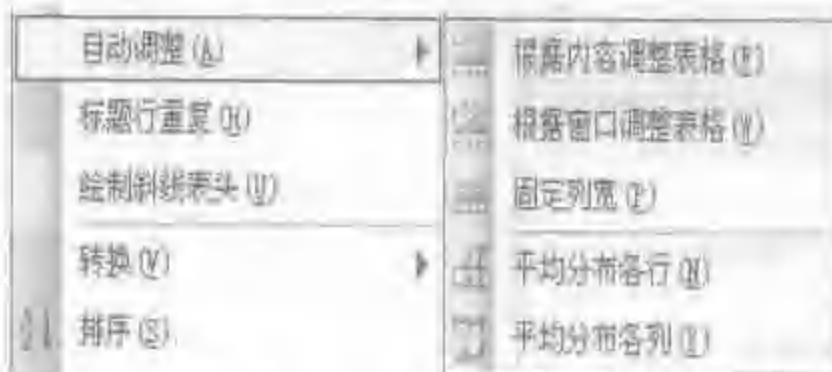 自动调整(A)
标题行重复(H)
绘制斜线表头(U)
转换(V)
排序(S)
根据内容调整表格(F)
根据窗口调整表格(W)
固定列宽(P)
平均分布各行(N)
平均分布各列(Y)